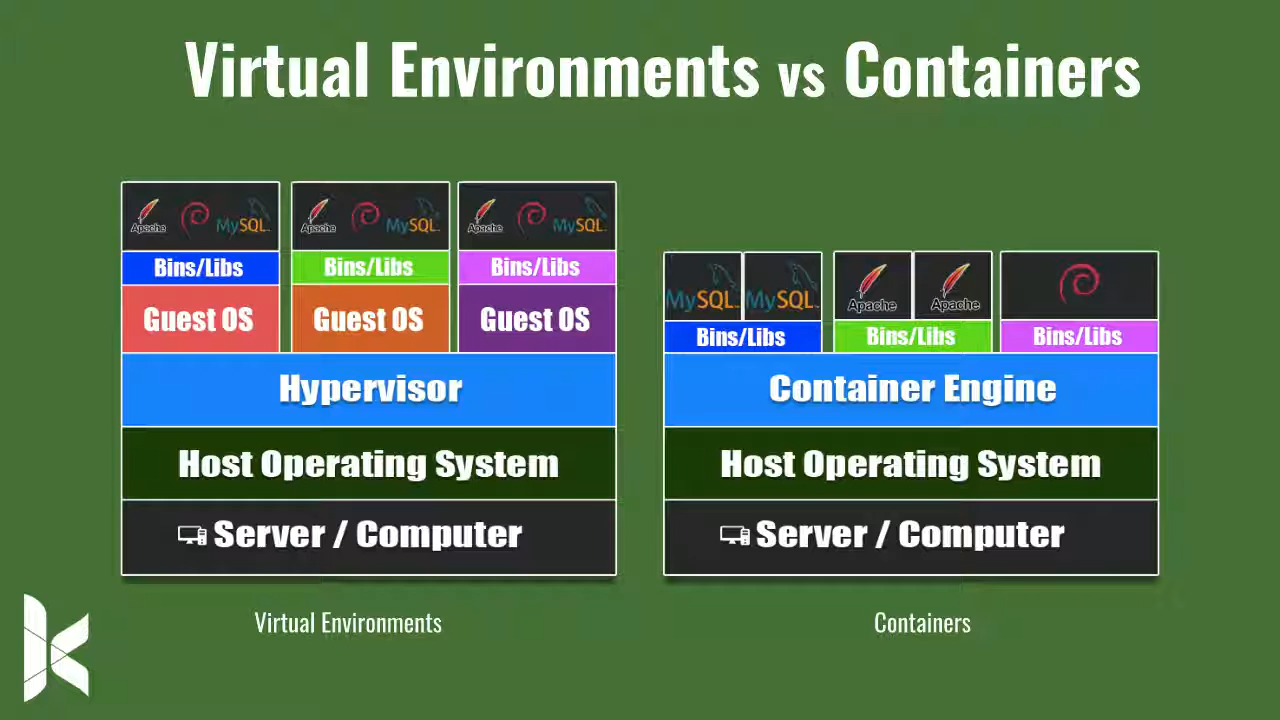 Virtual Environments vs Containers
Apache MySQL
Apache MySQL
Apache MySQL
Bins/Libs
Bins/Libs
Bins/Libs
Guest OS
Guest OS
Guest OS
Hypervisor
Host Operating System
Server / Computer
Virtual Environments
MySQL MySQL
Apache Apache
Bins/Libs
Bins/Libs
Bins/Libs
Container Engine
Host Operating System
Server / Computer
Containers